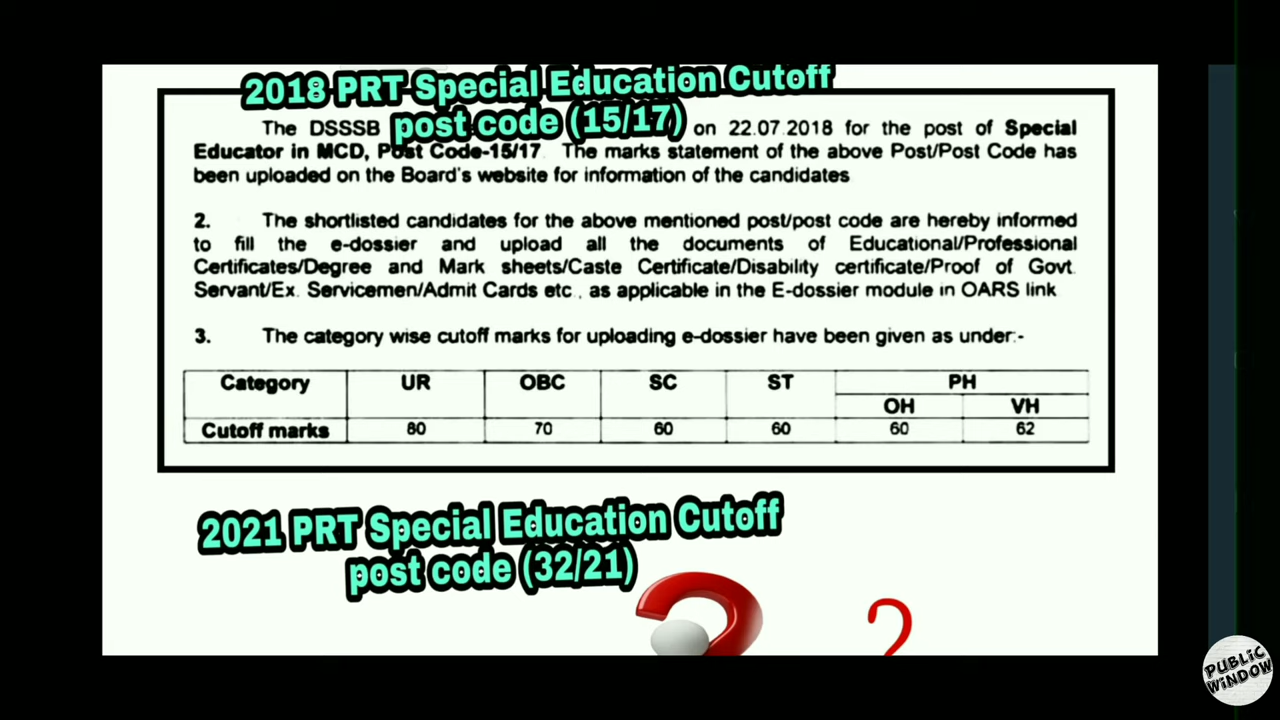 2018 PRT Special Education Cutoff
post code (15/17)
The DSSSB on 22.07.2018 for the post of Special
Educator in MCD, Post Code-15/17. The marks statement of the above Post/Post Code has
been uploaded on the Board's website for information of the candidates
2. The shortlisted candidates for the above mentioned post/post code are hereby informed
to fill the e-dossier and upload all the documents of Educational/Professional
Certificates/Degree and Mark sheets/Caste Certificate/Disability certificate/Proof of Govt.
Servant/Ex. Servicemen/Admit Cards etc., as applicable in the E-dossier module in OARS link
3. The category wise cutoff marks for uploading e-dossier have been given as under:-
Category UR OBC SC ST PH
OH VH
Cutoff marks 80 70 60 60 60 62
2021 PRT Special Education Cutoff
post code (32/21)
?
PUBLIC
WINDOW